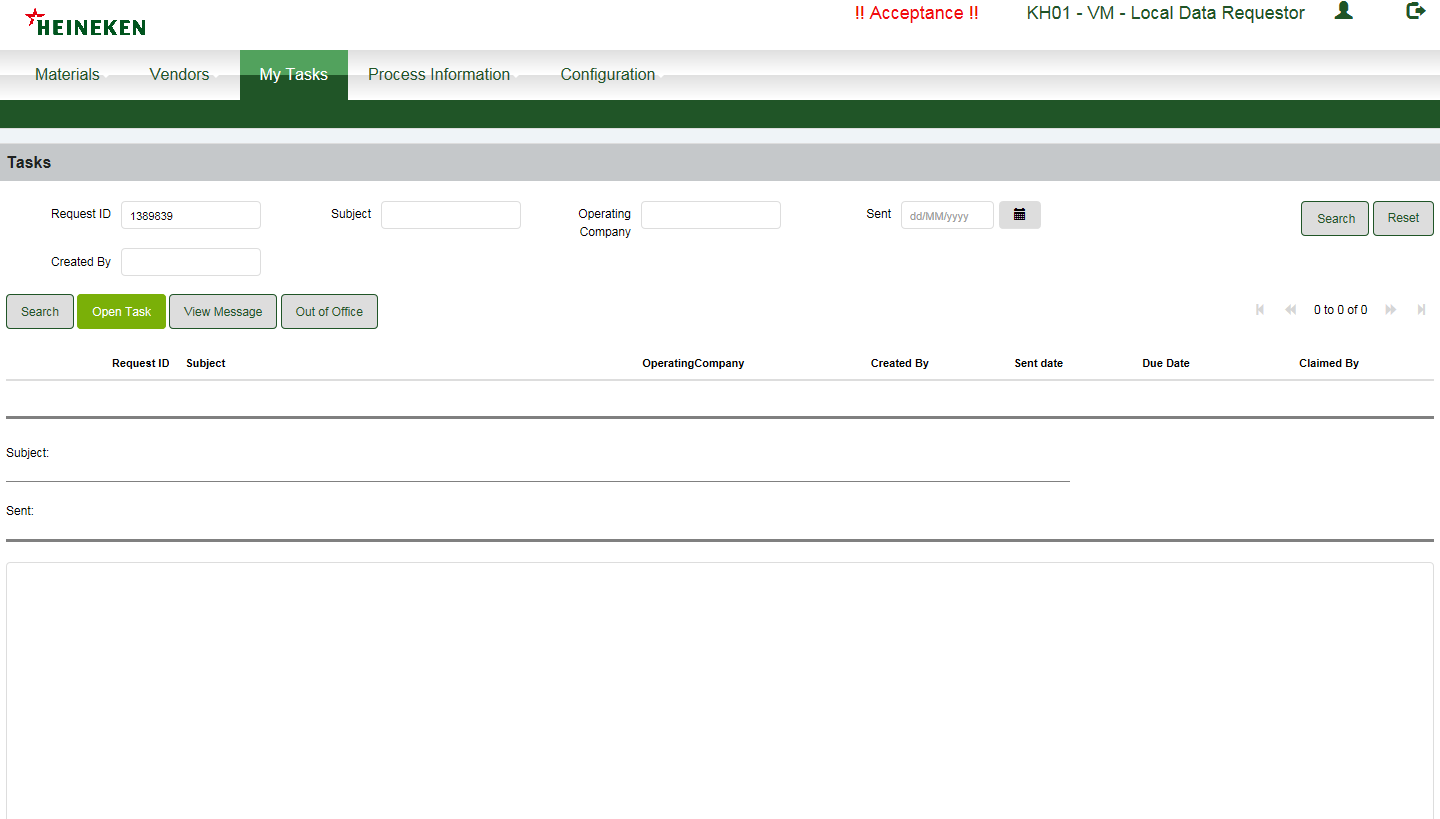 HEINEKEN
!! Acceptance !!
KH01 - VM - Local Data Requestor
Materials
Vendors
My Tasks
Process Information
Configuration
Tasks
Request ID
1389839
Subject
Operating
Company
Sent
dd/MM/yyyy
Search
Reset
Created By
Search
Open Task
View Message
Out of Office
0 to 0 of 0
Request ID
Subject
OperatingCompany
Created By
Sent date
Due Date
Claimed By
Subject:
Sent: